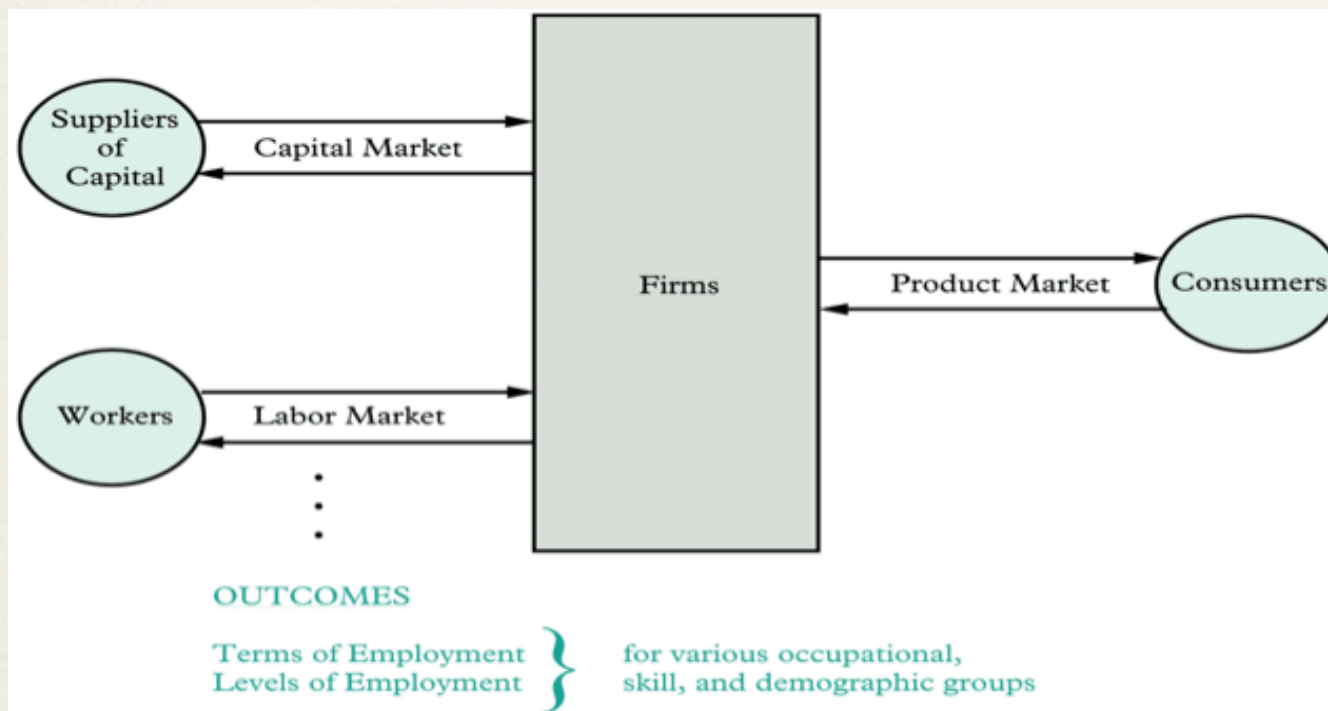 Suppliers
of
Capital
Capital Market
Firms
Product Market
Consumers
Workers
Labor Market
OUTCOMES
Terms of Employment } for various occupational,
Levels of Employment skill, and demographic groups